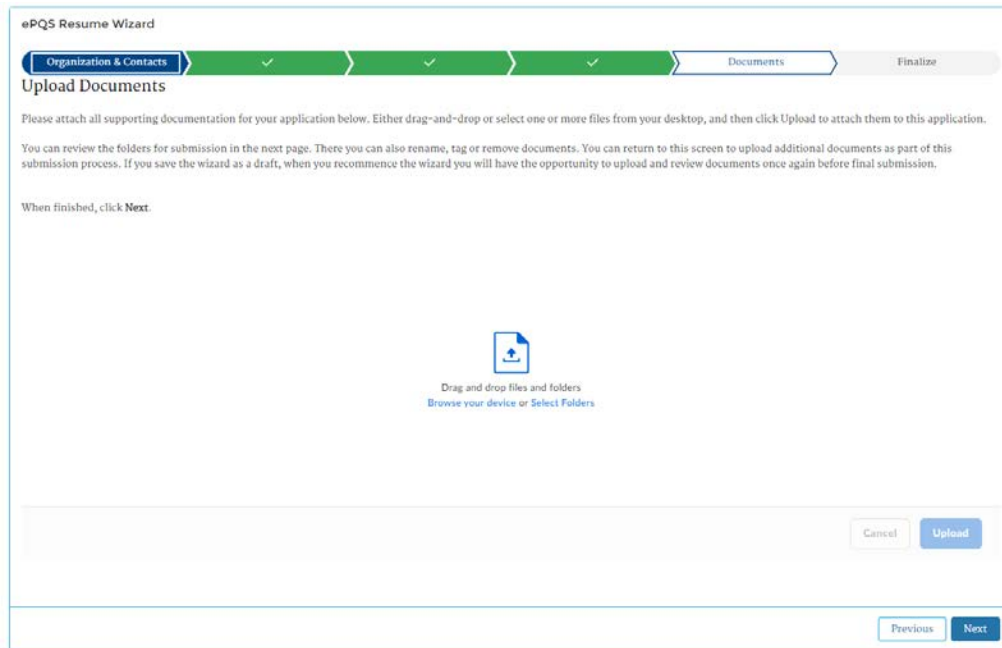 ePQS Resume Wizard
Organization & Contacts
Documents
Finalize
Upload Documents
Please attach all supporting documentation for your application below. Either drag-and-drop or select one or more files from your desktop, and then click Upload to attach them to this application.
You can review the folders for submission in the next page. There you can also rename, tag or remove documents. You can return to this screen to upload additional documents as part of this
submission process. If you save the wizard as a draft, when you recommence the wizard you will have the opportunity to upload and review documents once again before final submission.
When finished, click Next.
Drag and drop files and folders
Browse your device or Select Folders
Cancel
Upload
Previous
Next